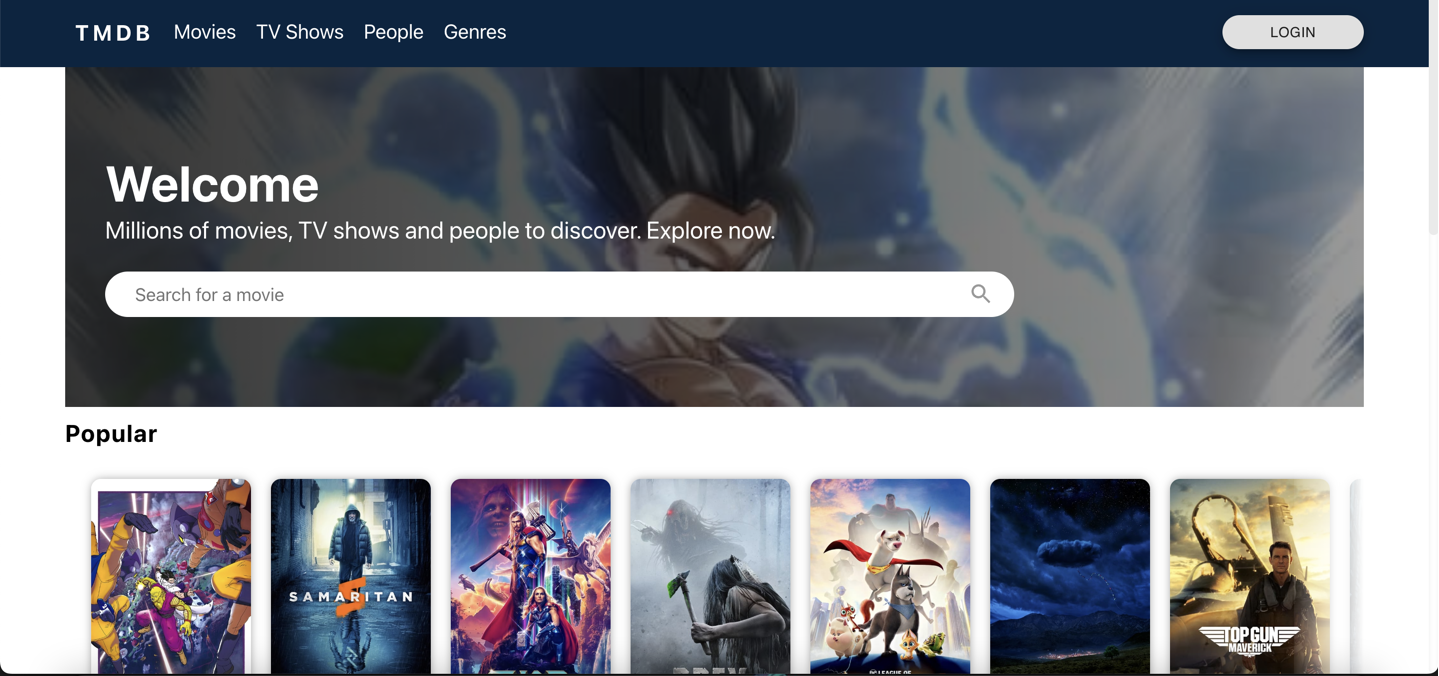 TMDB Movies TV Shows People Genres LOGIN
Welcome
Millions of movies, TV shows and people to discover. Explore now.
Search for a movie
Popular
SAMARITAN
TOP GUN
MAVERICK